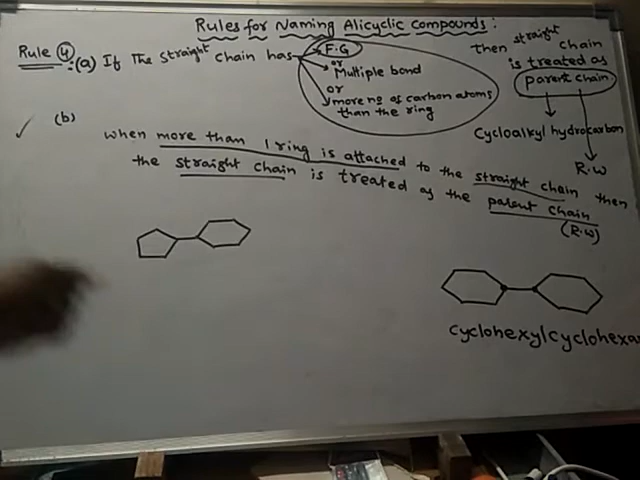 Rules for Naming Alicyclic Compounds:
Rule 4
:(a) If The straight chain has F.G
or
Multiple bond
or
more no of carbon atoms
than the ring
then straight chain
is treated as
parent chain
Cycloalkyl hydrocarbon
R.W
(b)
when more than 1 ring is attached to the straight chain then
the straight chain is treated as the parent chain
(R.W)
cyclohexylcyclohexa